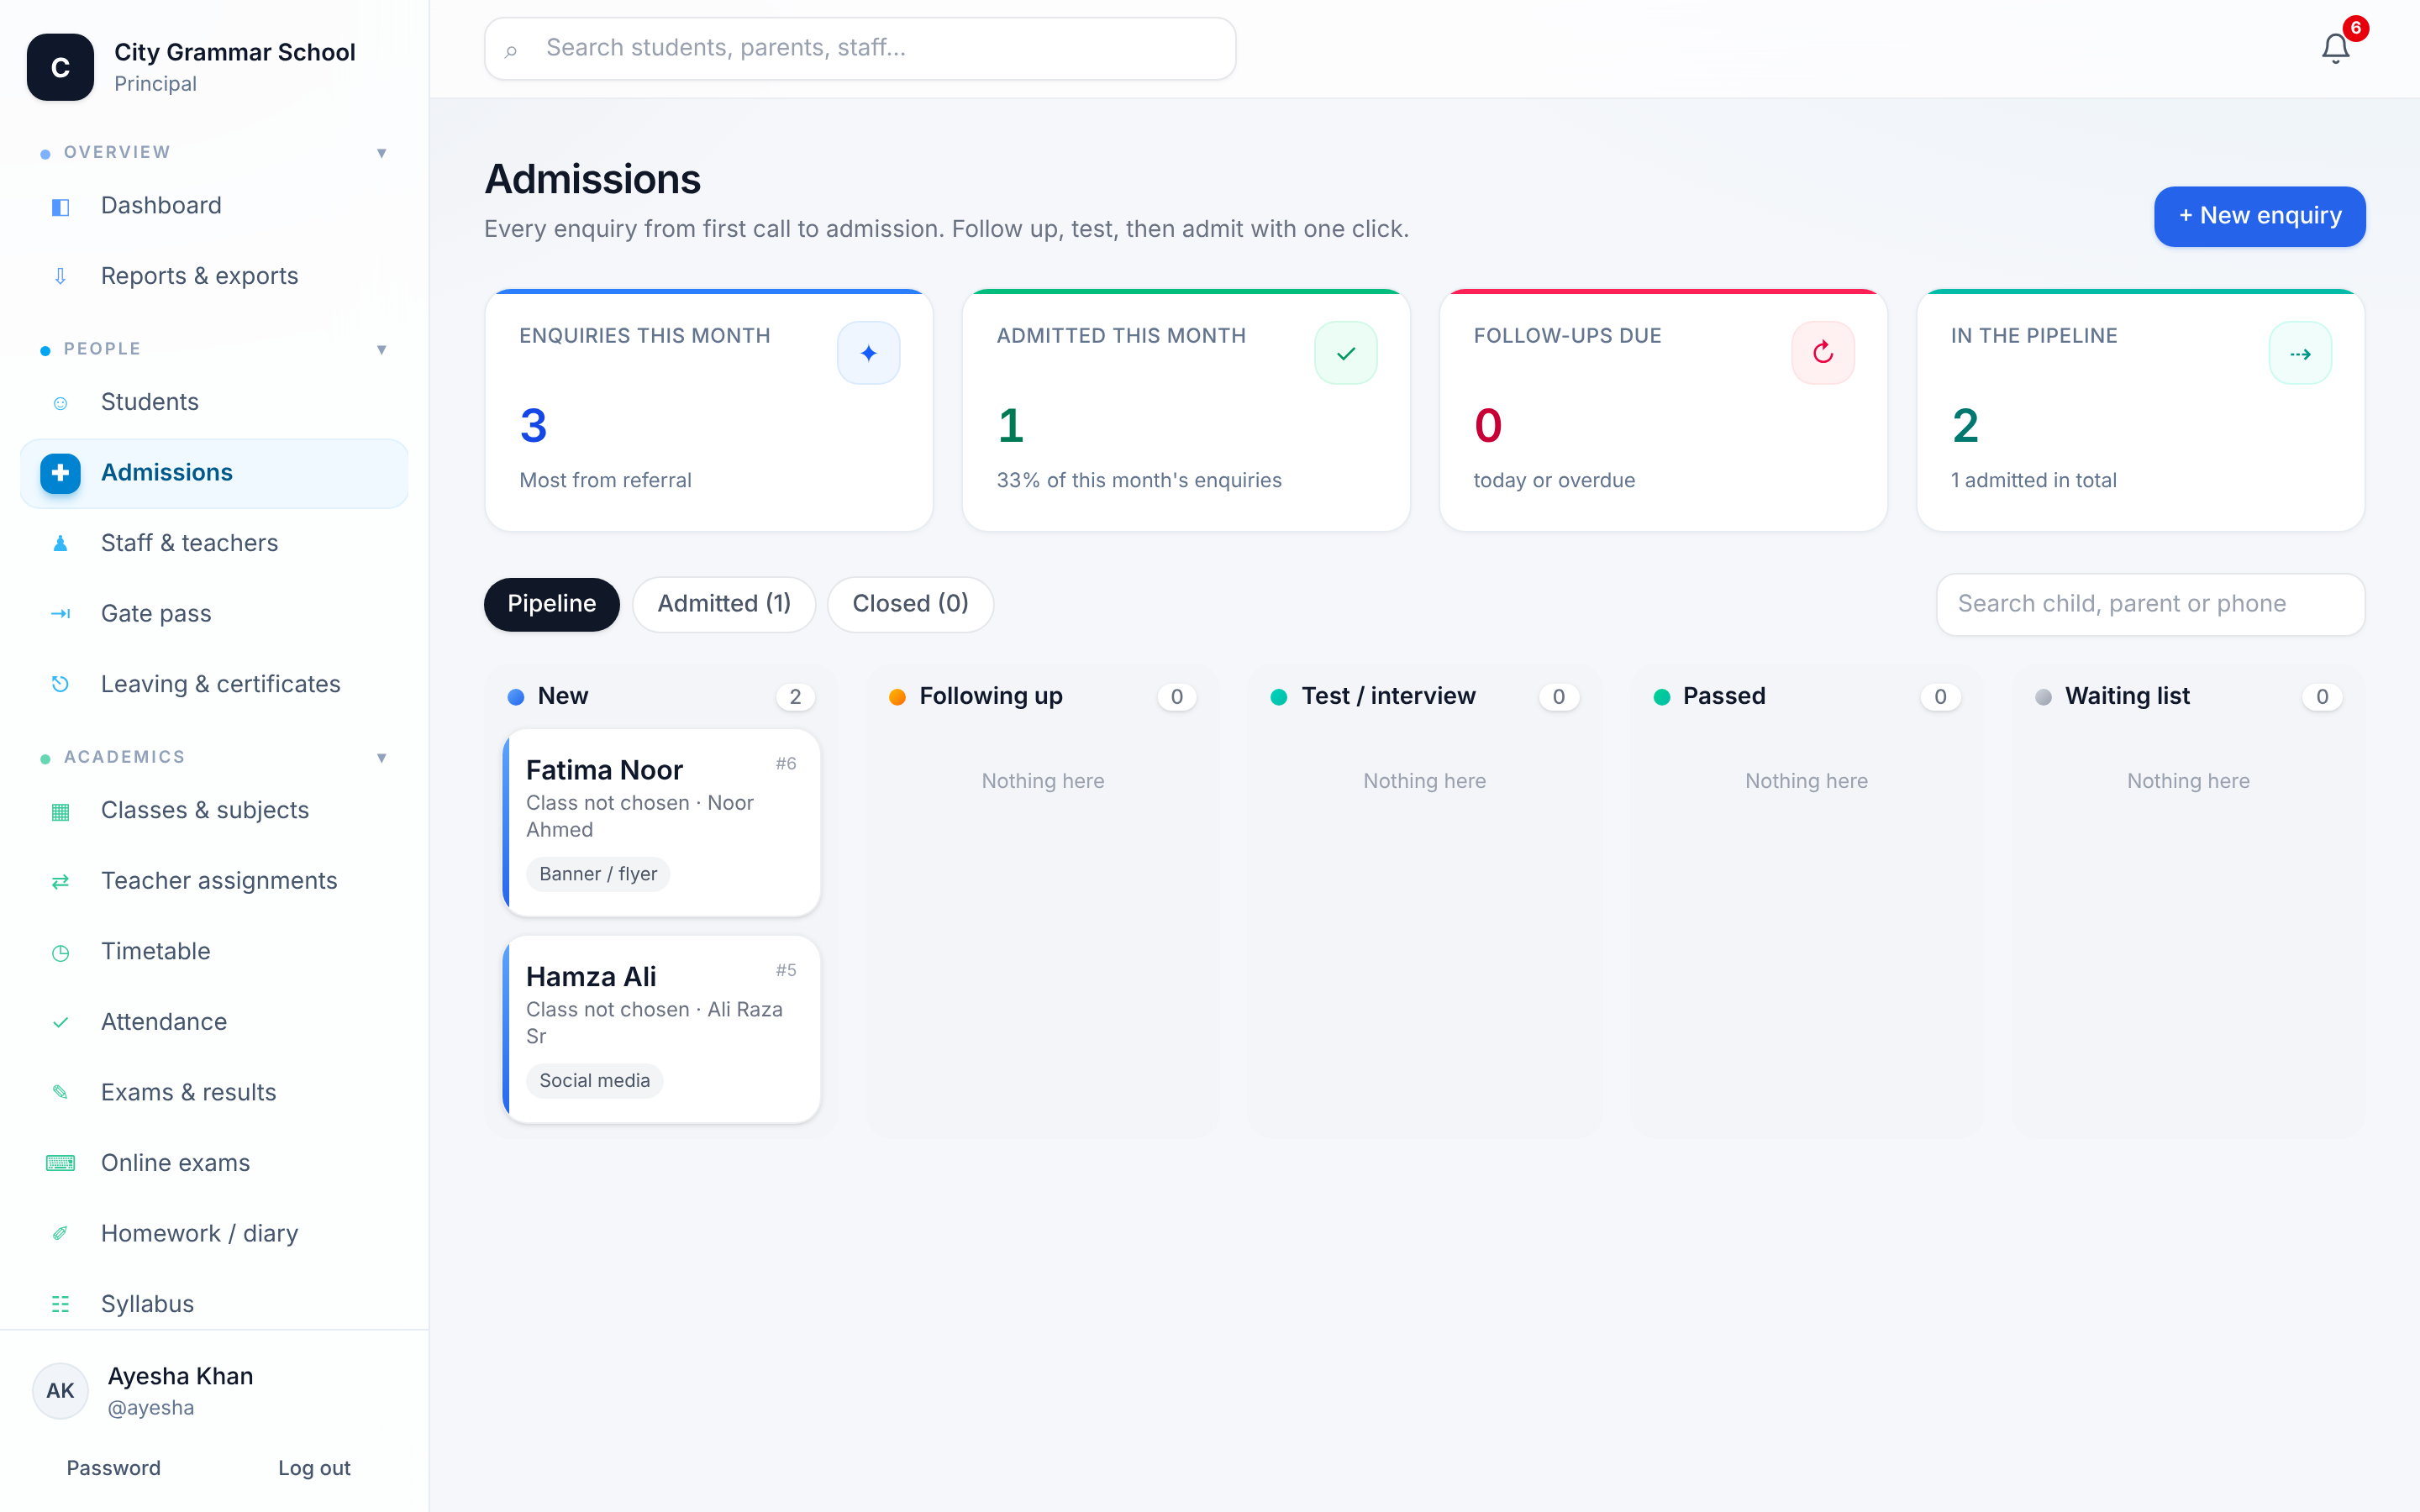 C
City Grammar School
Principal
OVERVIEW
Dashboard
Reports & exports
PEOPLE
Students
Admissions
Staff & teachers
Gate pass
Leaving & certificates
ACADEMICS
Classes & subjects
Teacher assignments
Timetable
Attendance
Exams & results
Online exams
Homework / diary
Syllabus
AK
Ayesha Khan
@ayesha
Password
Log out
Search students, parents, staff...
6
Admissions
Every enquiry from first call to admission. Follow up, test, then admit with one click.
+ New enquiry
ENQUIRIES THIS MONTH
3
Most from referral
ADMITTED THIS MONTH
1
33% of this month's enquiries
FOLLOW-UPS DUE
0
today or overdue
IN THE PIPELINE
2
1 admitted in total
Pipeline
Admitted (1)
Closed (0)
Search child, parent or phone
New
2
Fatima Noor
#6
Class not chosen · Noor
Ahmed
Banner / flyer
Hamza Ali
#5
Class not chosen · Ali Raza
Sr
Social media
Following up
0
Nothing here
Test / interview
0
Nothing here
Passed
0
Nothing here
Waiting list
0
Nothing here